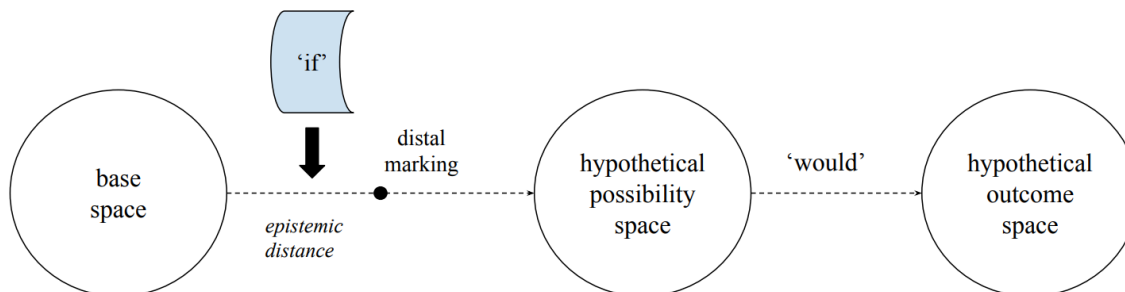 ‘if’
distal
marking
base
space
epistemic
distance
hypothetical
possibility
space
‘would’
hypothetical
outcome
space